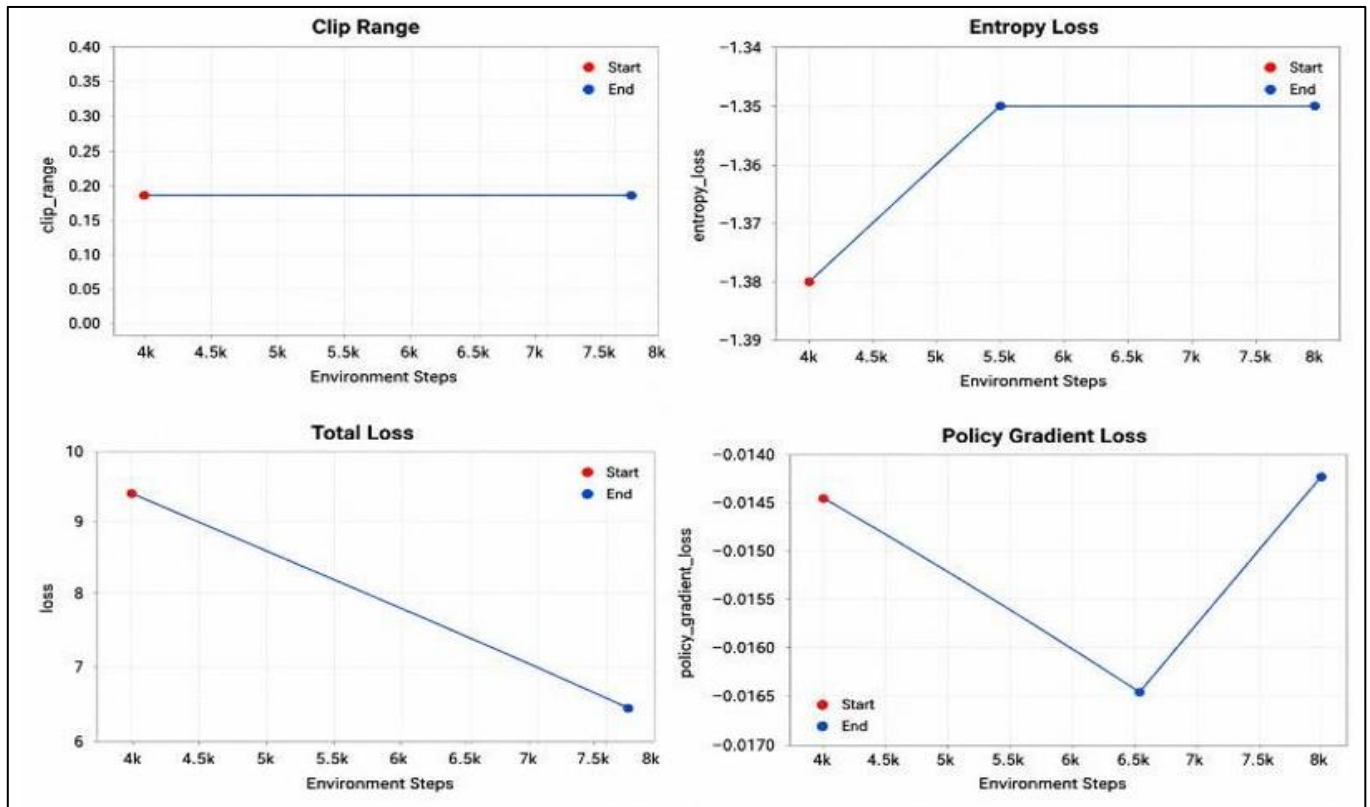 Clip Range
0.40
0.35
0.30
0.25
0.20
0.15
0.10
0.05
0.00
clip_range
Start
End
4k 4.5k 5k 5.5k 6k 6.5k 7k 7.5k 8k
Environment Steps
Entropy Loss
−1.34
−1.35
−1.36
−1.37
−1.38
−1.39
entropy_loss
Start
End
4k 4.5k 5k 5.5k 6k 6.5k 7k 7.5k 8k
Environment Steps
Total Loss
10
9
8
7
6
loss
Start
End
4k 4.5k 5k 5.5k 6k 6.5k 7k 7.5k 8k
Environment Steps
Policy Gradient Loss
−0.0140
−0.0145
−0.0150
−0.0155
−0.0160
−0.0165
−0.0170
policy_gradient_loss
Start
End
4k 4.5k 5k 5.5k 6k 6.5k 7k 7.5k 8k
Environment Steps